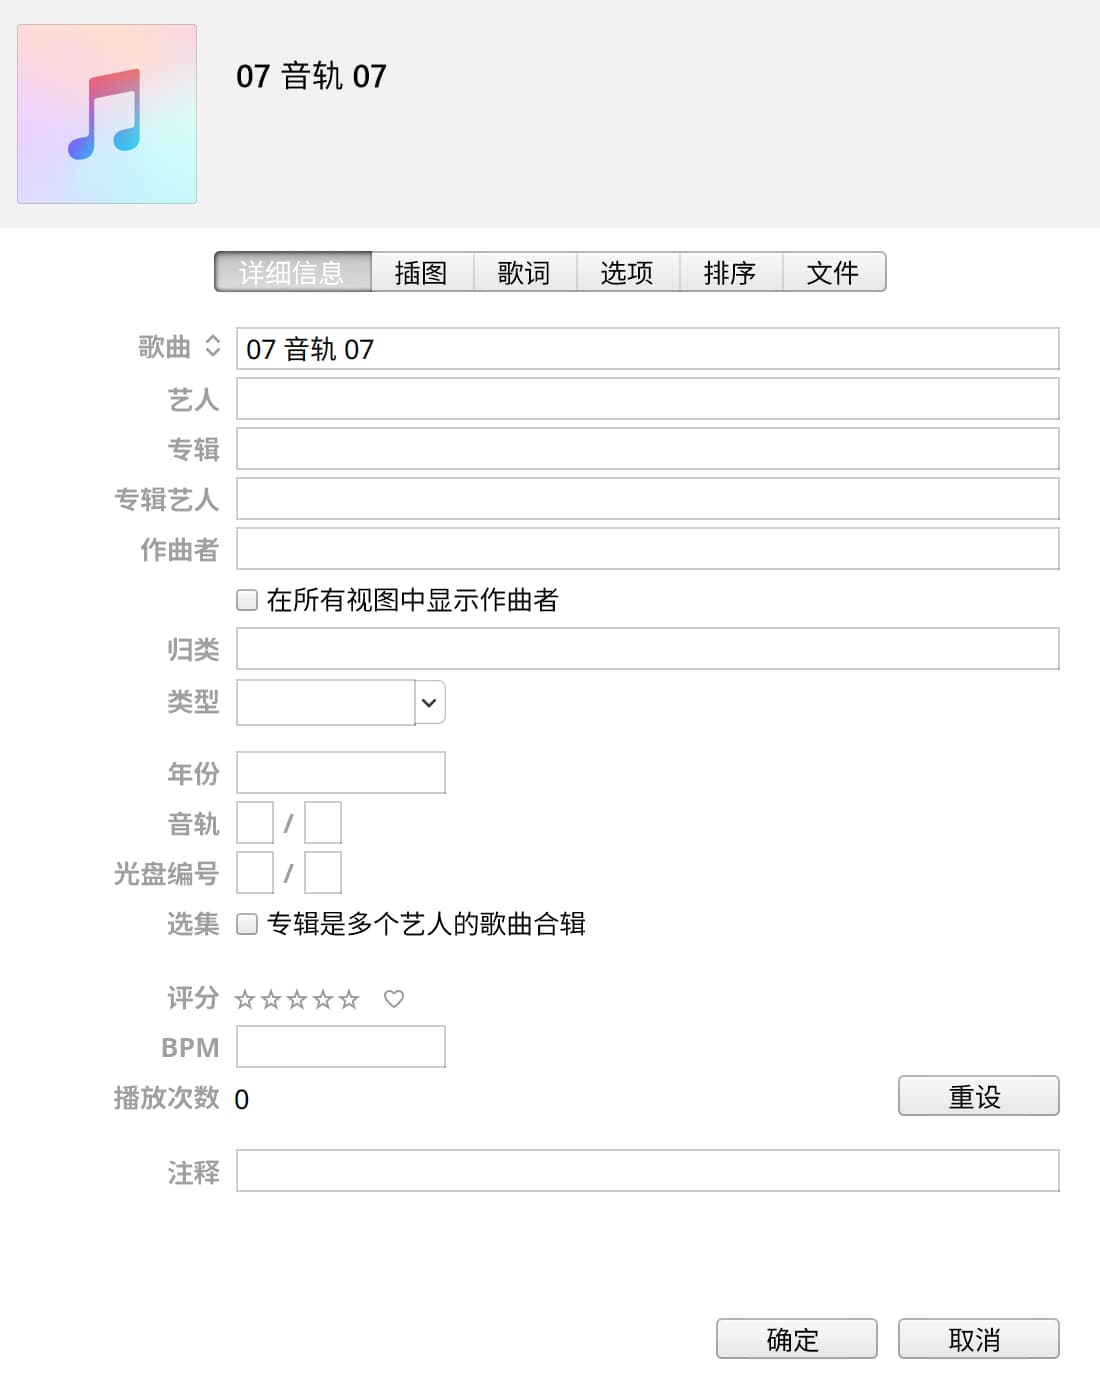 07 音轨 07
详细信息 插图 歌词 选项 排序 文件
歌曲 07 音轨 07
艺人
专辑
专辑艺人
作曲者
在所有视图中显示作曲者
归类
类型
年份
音轨 /
光盘编号 /
选集 专辑是多个艺人的歌曲合辑
评分
BPM
播放次数 0 重设
注释
确定 取消